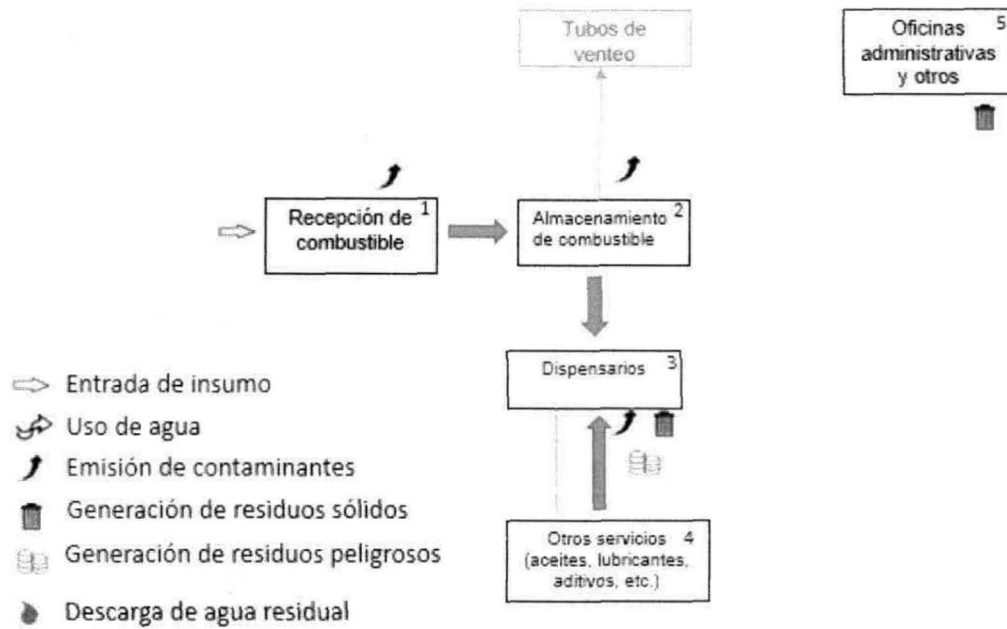 Tubos de
venteo
Oficinas 5
administrativas
y otros
Recepción de 1
combustible
Almacenamiento 2
de combustible
Dispensarios 3
Otros servicios 4
(aceites, lubricantes,
aditivos, etc.)
Entrada de insumo
Uso de agua
Emisión de contaminantes
Generación de residuos sólidos
Generación de residuos peligrosos
Descarga de agua residual